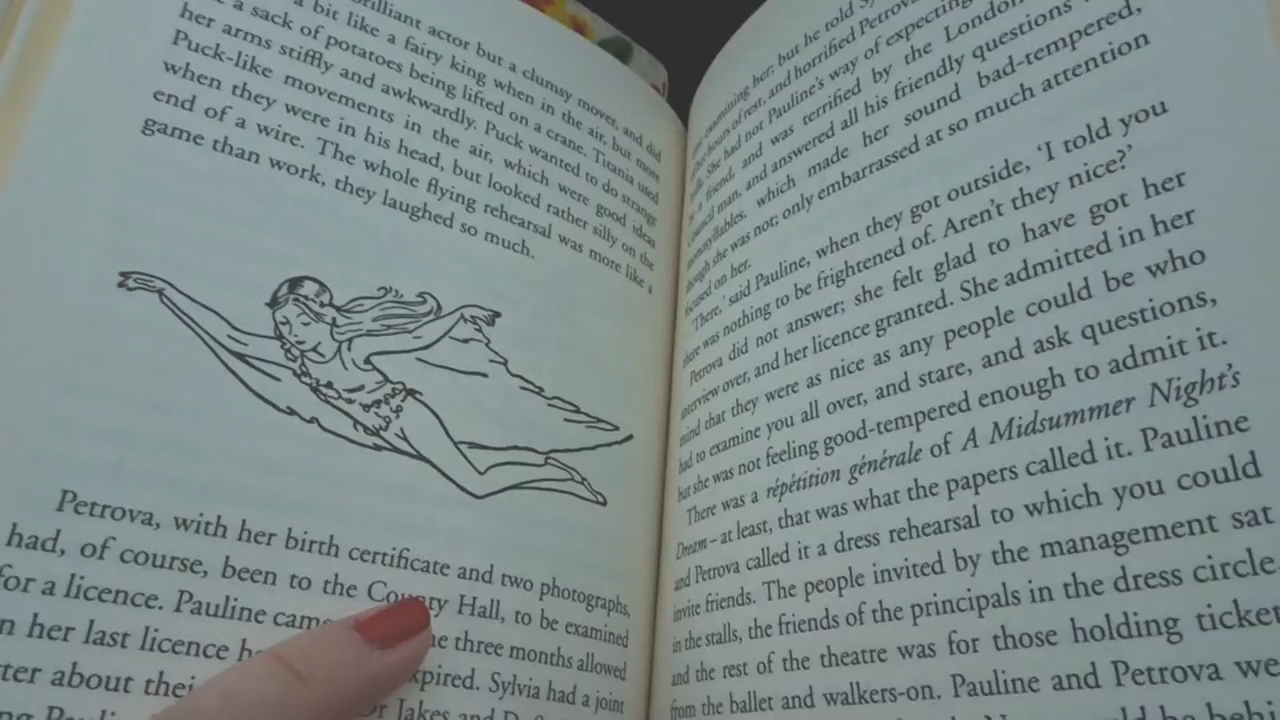 brilliant actor but a clumsy mover, and did
a bit like a fairy king when in the air, but more
a sack of potatoes being lifted on a crane. Titania used
her arms stiffly and awkwardly. Puck wanted to do strange
Puck-like movements in the air, which were good ideas
when they were in his head, but looked rather silly on the
end of a wire. The whole flying rehearsal was more like a
game than work, they laughed so much.
Petrova, with her birth certificate and two photographs,
had, of course, been to the County Hall, to be examined
for a licence. Pauline came three months allowed
her last licence expired. Sylvia had a joint
about Dr Jakes and
examining her; but he told
hours of rest, and horrified Petrova
She had not Pauline's way of expecting
a friend, and was terrified by the London
man, and answered all his friendly questions
monosyllables, which made her sound bad-tempered,
though she was not; only embarrassed at so much attention
focused on her.
'There,' said Pauline, when they got outside, 'I told you
there was nothing to be frightened of. Aren't they nice?'
Petrova did not answer; she felt glad to have got her
interview over, and her licence granted. She admitted in her
mind that they were as nice as any people could be who
had to examine you all over, and stare, and ask questions,
but she was not feeling good-tempered enough to admit it.
There was a répétition générale of A Midsummer Night's
Dream – at least, that was what the papers called it. Pauline
and Petrova called it a dress rehearsal to which you could
invite friends. The people invited by the management sat
in the stalls, the friends of the principals in the dress circle,
and the rest of the theatre was for those holding ticket
from the ballet and walkers-on. Pauline and Petrova we